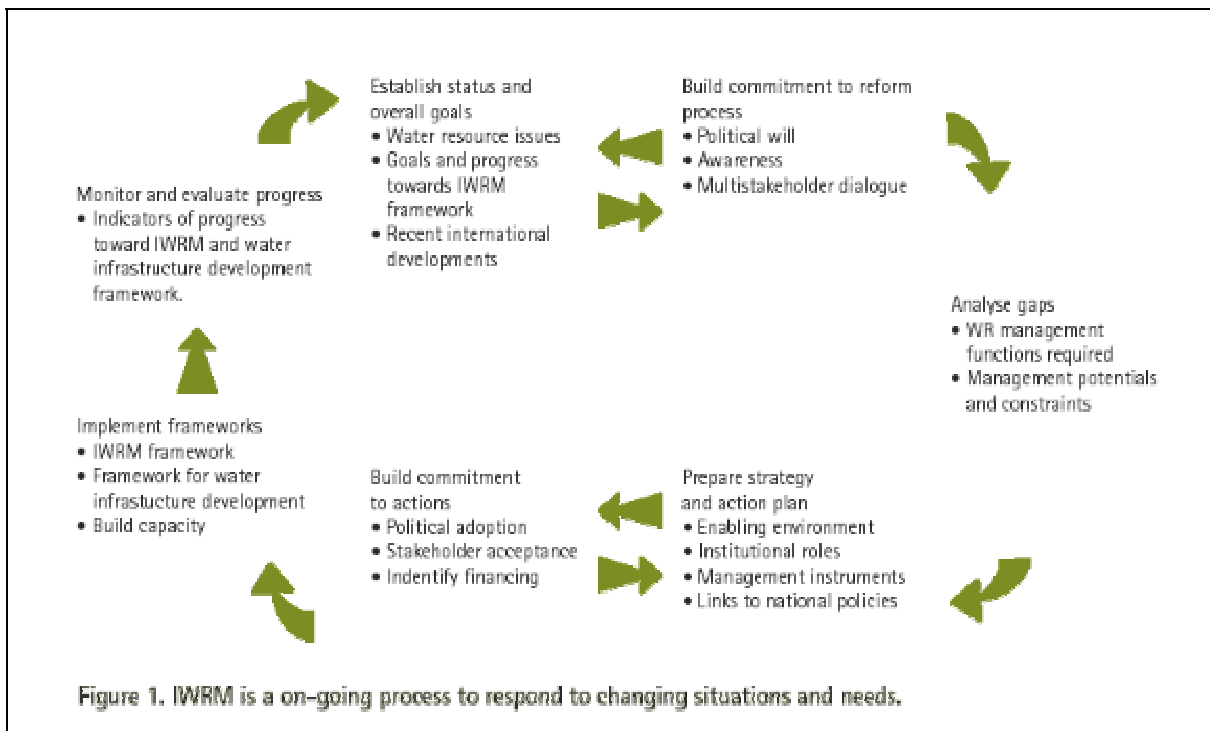 Establish status and
overall goals
• Water resource issues
• Goals and progress
towards IWRM
framework
• Recent international
developments
Build commitment to reform
process
• Political will
• Awareness
• Multistakeholder dialogue
Analyse gaps
• WR management
functions required
• Management potentials
and constraints
Prepare strategy
and action plan
• Enabling environment
• Institutional roles
• Management instruments
• Links to national policies
Build commitment
to actions
• Political adoption
• Stakeholder acceptance
• Indentify financing
Implement frameworks
• IWRM framework
• Framework for water
infrastucture development
• Build capacity
Monitor and evaluate progress
• Indicators of progress
toward IWRM and water
infrastructure development
framework.
Figure 1. IWRM is a on-going process to respond to changing situations and needs.